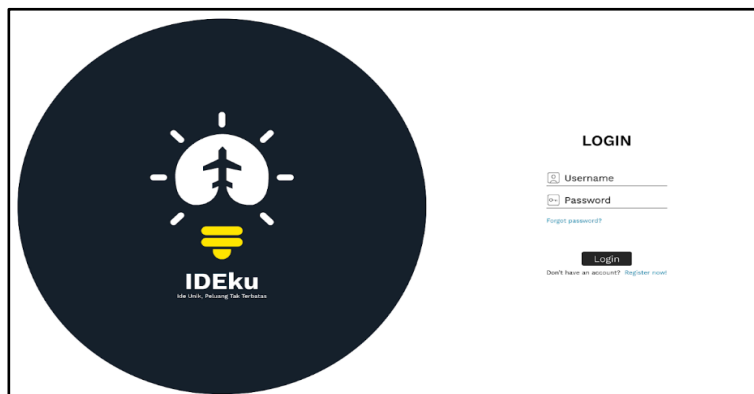 IDEku
Ide Unik, Peluang Tak Terbatas
LOGIN
Username
Password
Forgot password?
Login
Don't have an account? Register now!